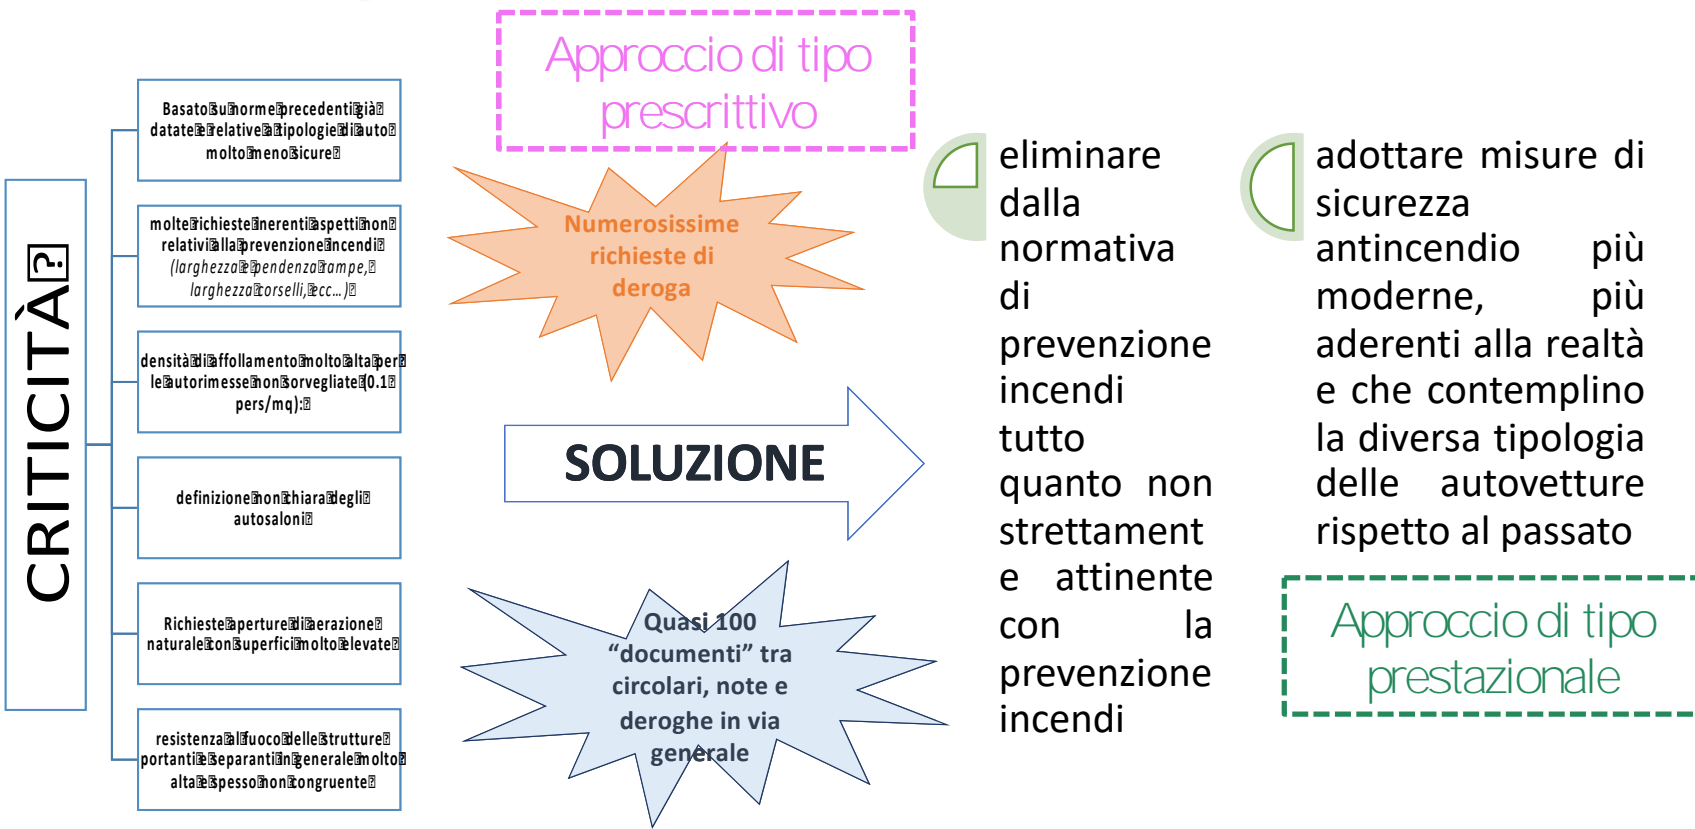 Approccio di tipo
prescrittivo
CRITICITÀ
Basato su norme precedenti già
datate e relative a tipologie di auto
molto meno sicure
molte richieste inerenti aspetti non
relativi alla prevenzione incendi
(larghezza e pendenza rampe,
larghezza corselli, ecc…)
densità di affollamento molto alta per
le autorimesse non sorvegliate (0.1
pers/mq):
definizione non chiara degli
autosaloni
Richieste aperture di aerazione
naturale con superfici molto elevate
resistenza al fuoco delle strutture
portanti e separanti in generale molto
alta e spesso non congruente
Numerosissime
richieste di
deroga
SOLUZIONE
Quasi 100
“documenti” tra
circolari, note e
deroghe in via
generale
eliminare
dalla
normativa
di
prevenzione
incendi
tutto
quanto non
strettament
e attinente
con la
prevenzione
incendi
adottare misure di
sicurezza
antincendio più
moderne, più
aderenti alla realtà
e che contemplino
la diversa tipologia
delle autovetture
rispetto al passato
Approccio di tipo
prestazionale